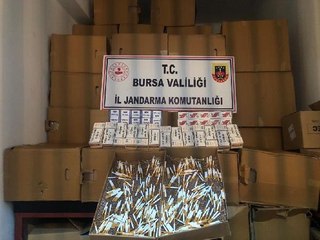 T.C.
BURSA VALİLİĞİ
İL JANDARMA KOMUTANLIĞI